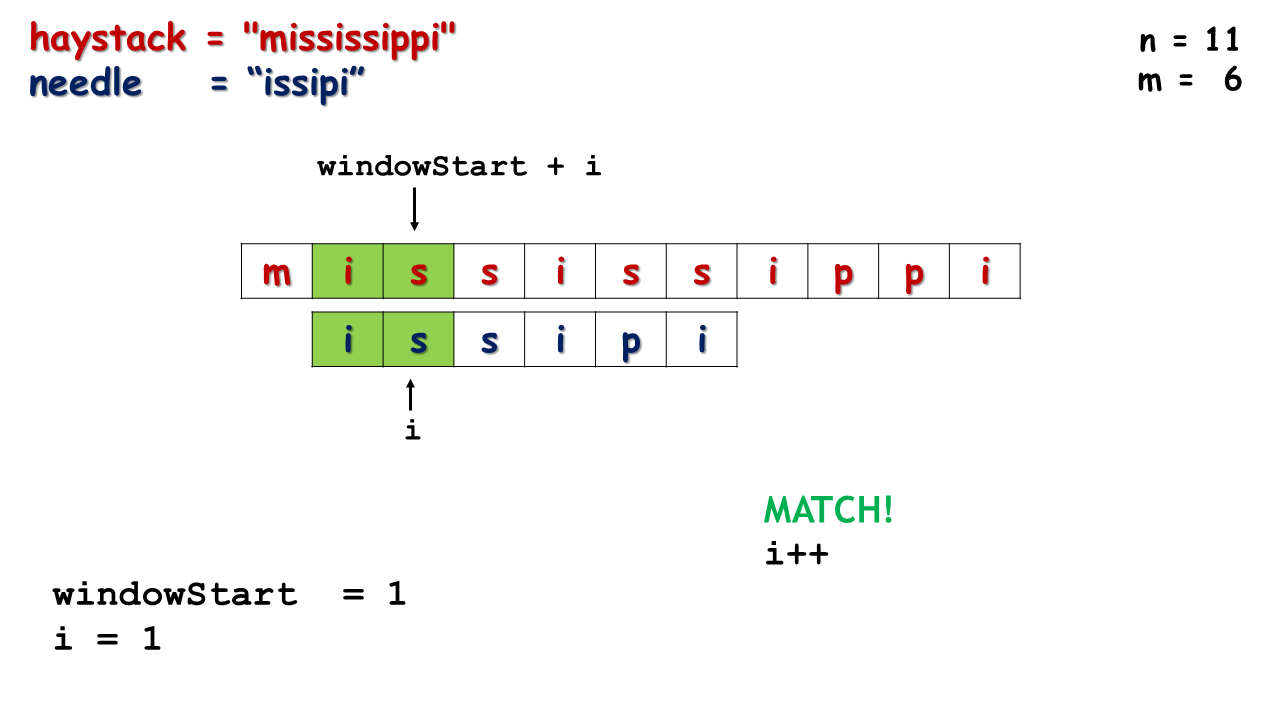 haystack = "mississippi"
needle = “issipi”
n = 11
m = 6
windowStart + i
m i s s i s s i p p i
i s s i p i
i
MATCH!
i++
windowStart = 1
i = 1